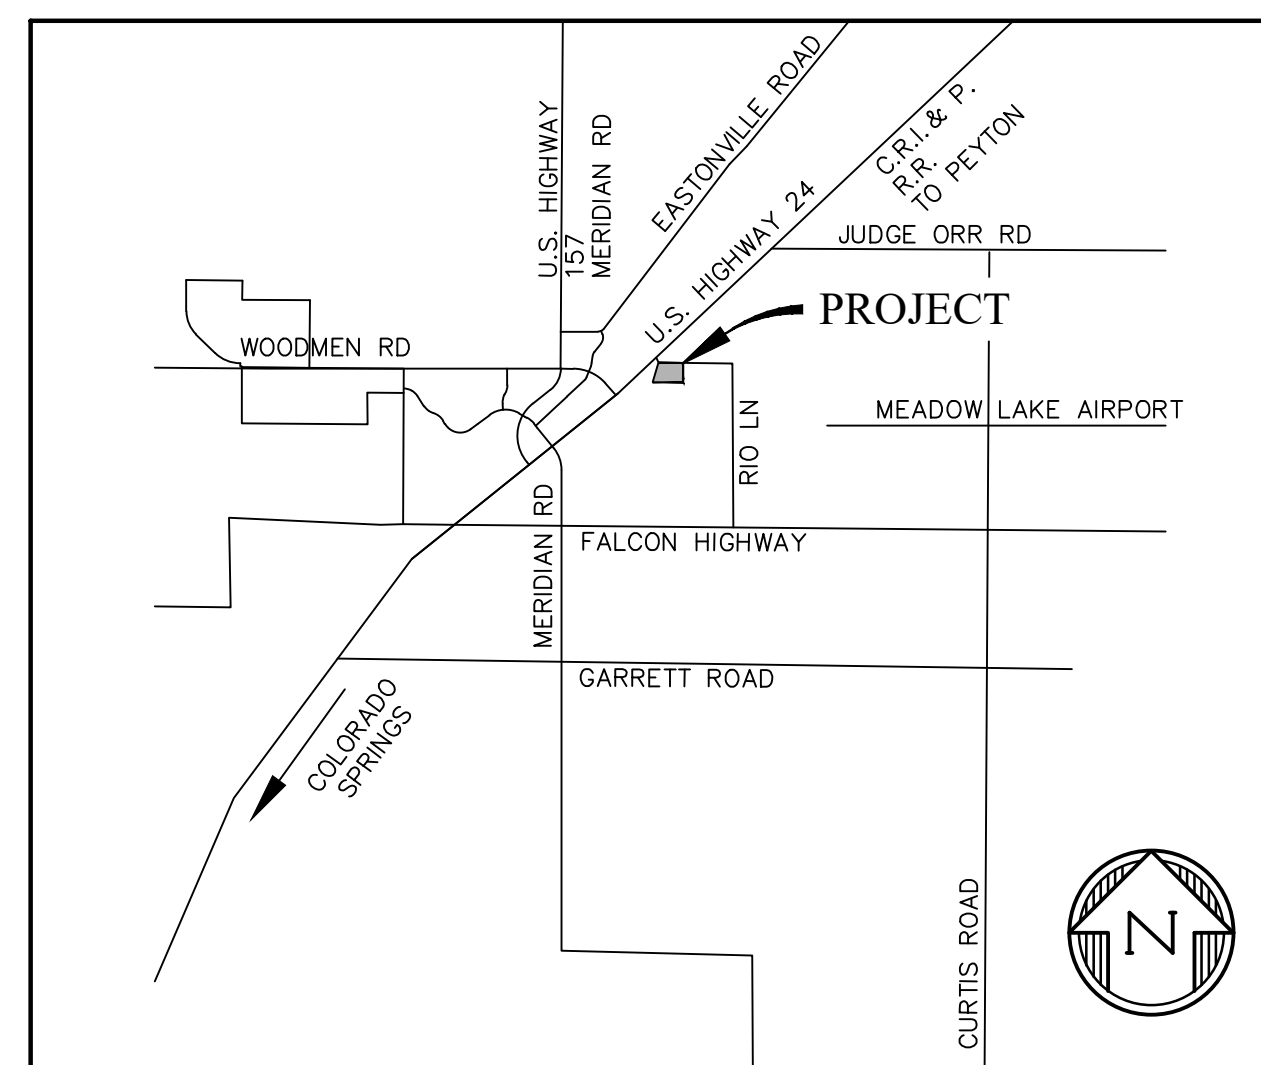 U.S. HIGHWAY
157
MERIDIAN RD
EASTONVILLE ROAD
C.R.I.& P.
R.R.
TO PEYTON
U.S. HIGHWAY 24
JUDGE ORR RD
PROJECT
WOODMEN RD
RIO LN
MEADOW LAKE AIRPORT
MERIDIAN RD
FALCON HIGHWAY
GARRETT ROAD
COLORADO
SPRINGS
CURTIS ROAD
N